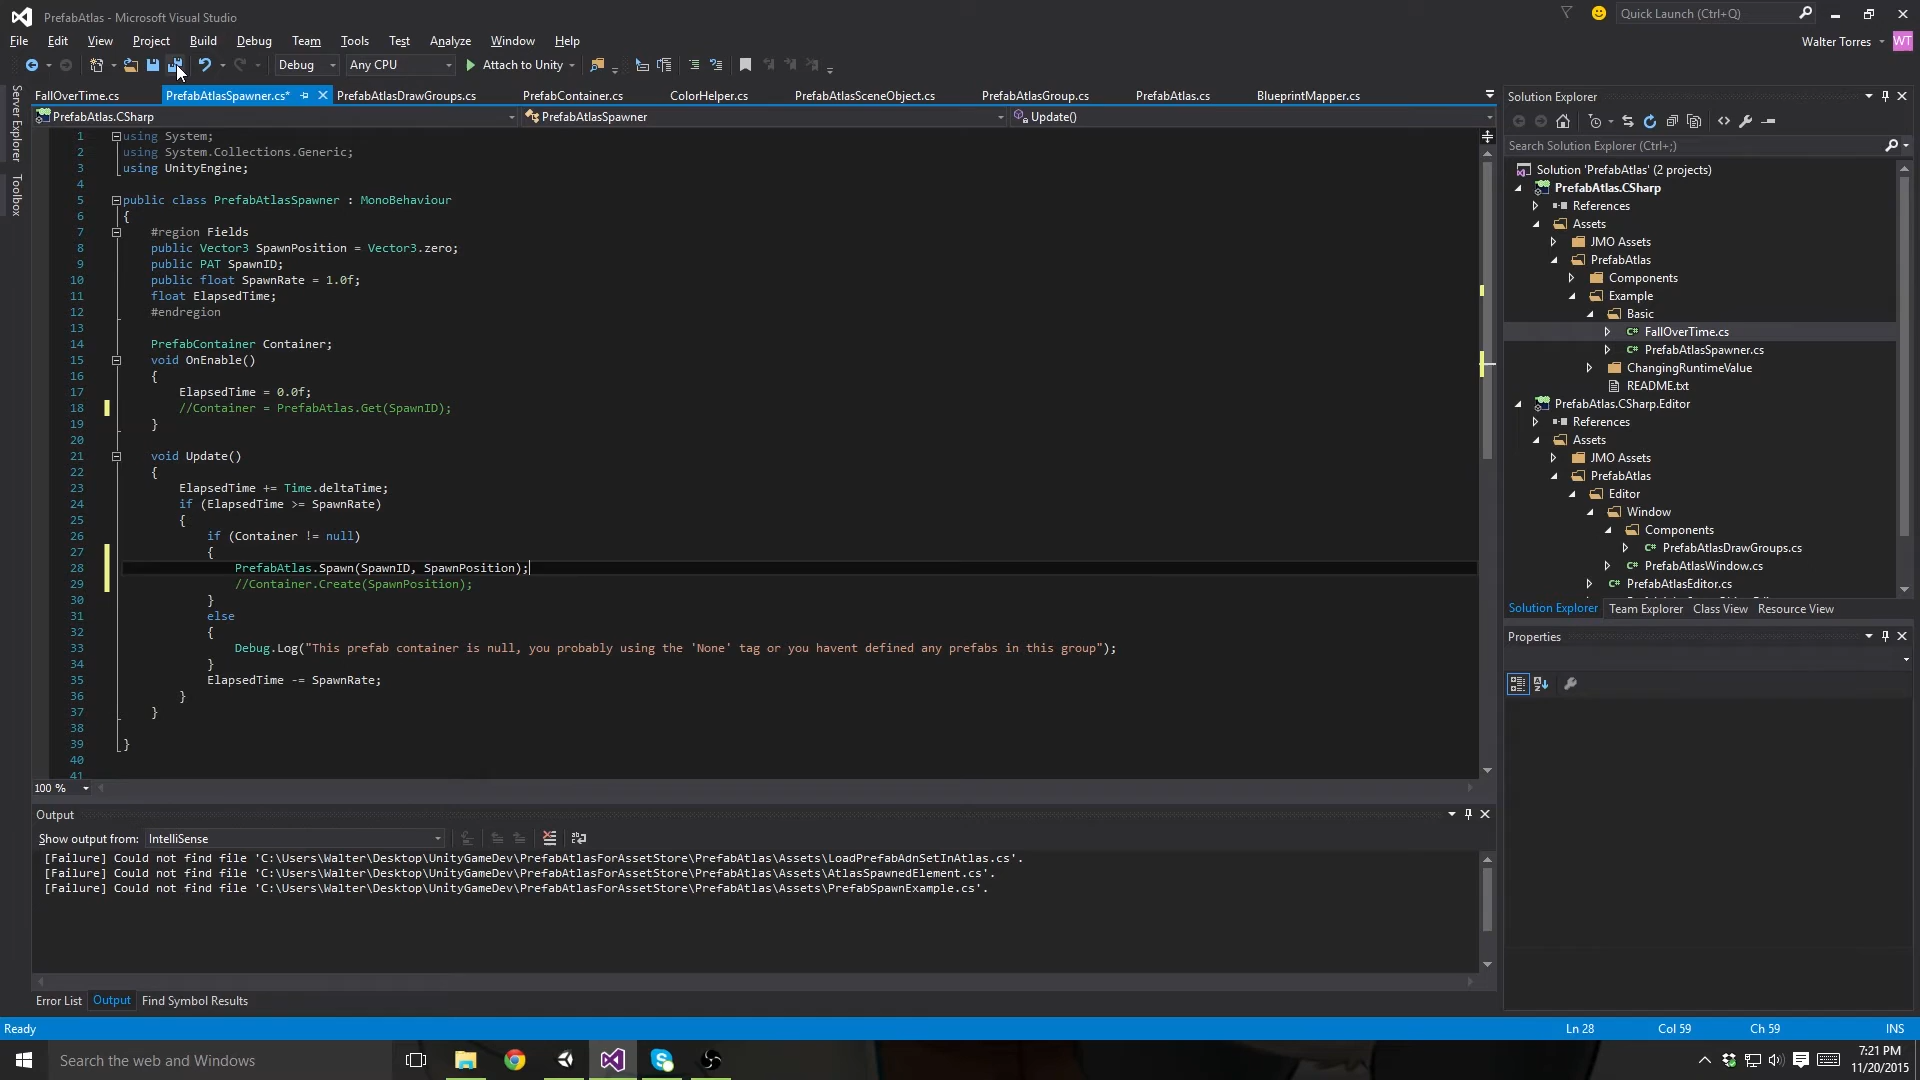 PrefabAtlas - Microsoft Visual Studio
Quick Launch (Ctrl+Q)
File Edit View Project Build Debug Team Tools Test Analyze Window Help
Walter Torres
WT
Debug Any CPU Attach to Unity
Server Explorer
Toolbox
FallOverTime.cs PrefabAtlasSpawner.cs* PrefabAtlasDrawGroups.cs PrefabContainer.cs ColorHelper.cs PrefabAtlasSceneObject.cs PrefabAtlasGroup.cs PrefabAtlas.cs BlueprintMapper.cs
PrefabAtlas.CSharp PrefabAtlasSpawner Update()
1 using System;
2 using System.Collections.Generic;
3 using UnityEngine;
4
5 public class PrefabAtlasSpawner : MonoBehaviour
6 {
7 #region Fields
8 public Vector3 SpawnPosition = Vector3.zero;
9 public PAT SpawnID;
10 public float SpawnRate = 1.0f;
11 float ElapsedTime;
12 #endregion
13
14 PrefabContainer Container;
15 void OnEnable()
16 {
17 ElapsedTime = 0.0f;
18 //Container = PrefabAtlas.Get(SpawnID);
19 }
20
21 void Update()
22 {
23 ElapsedTime += Time.deltaTime;
24 if (ElapsedTime >= SpawnRate)
25 {
26 if (Container != null)
27 {
28 PrefabAtlas.Spawn(SpawnID, SpawnPosition);
29 //Container.Create(SpawnPosition);
30 }
31 else
32 {
33 Debug.Log("This prefab container is null, you probably using the 'None' tag or you havent defined any prefabs in this group");
34 }
35 ElapsedTime -= SpawnRate;
36 }
37 }
38
39 }
40
41
100 %
Output
Show output from: IntelliSense
[Failure] Could not find file 'C:\Users\Walter\Desktop\UnityGameDev\PrefabAtlasForAssetStore\PrefabAtlas\Assets\LoadPrefabAdnSetInAtlas.cs'.
[Failure] Could not find file 'C:\Users\Walter\Desktop\UnityGameDev\PrefabAtlasForAssetStore\PrefabAtlas\Assets\AtlasSpawnedElement.cs'.
[Failure] Could not find file 'C:\Users\Walter\Desktop\UnityGameDev\PrefabAtlasForAssetStore\PrefabAtlas\Assets\PrefabSpawnExample.cs'.
Error List Output Find Symbol Results
Solution Explorer
Search Solution Explorer (Ctrl+;)
Solution 'PrefabAtlas' (2 projects)
PrefabAtlas.CSharp
References
Assets
JMO Assets
PrefabAtlas
Components
Example
Basic
C# FallOverTime.cs
C# PrefabAtlasSpawner.cs
ChangingRuntimeValue
README.txt
PrefabAtlas.CSharp.Editor
References
Assets
JMO Assets
PrefabAtlas
Editor
Window
Components
C# PrefabAtlasDrawGroups.cs
C# PrefabAtlasWindow.cs
C# PrefabAtlasEditor.cs
Solution Explorer Team Explorer Class View Resource View
Properties
Ready Ln 28 Col 59 Ch 59 INS
Search the web and Windows
7:21 PM
11/20/2015